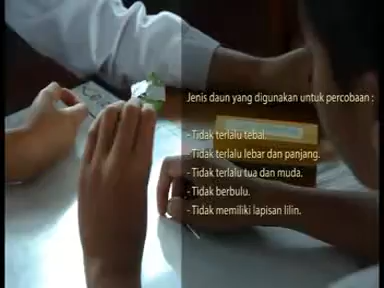 Jenis daun yang digunakan untuk percobaan :
- Tidak terlalu tebal.
- Tidak terlalu lebar dan panjang.
- Tidak terlalu tua dan muda.
- Tidak berbulu.
- Tidak memiliki lapisan lilin.